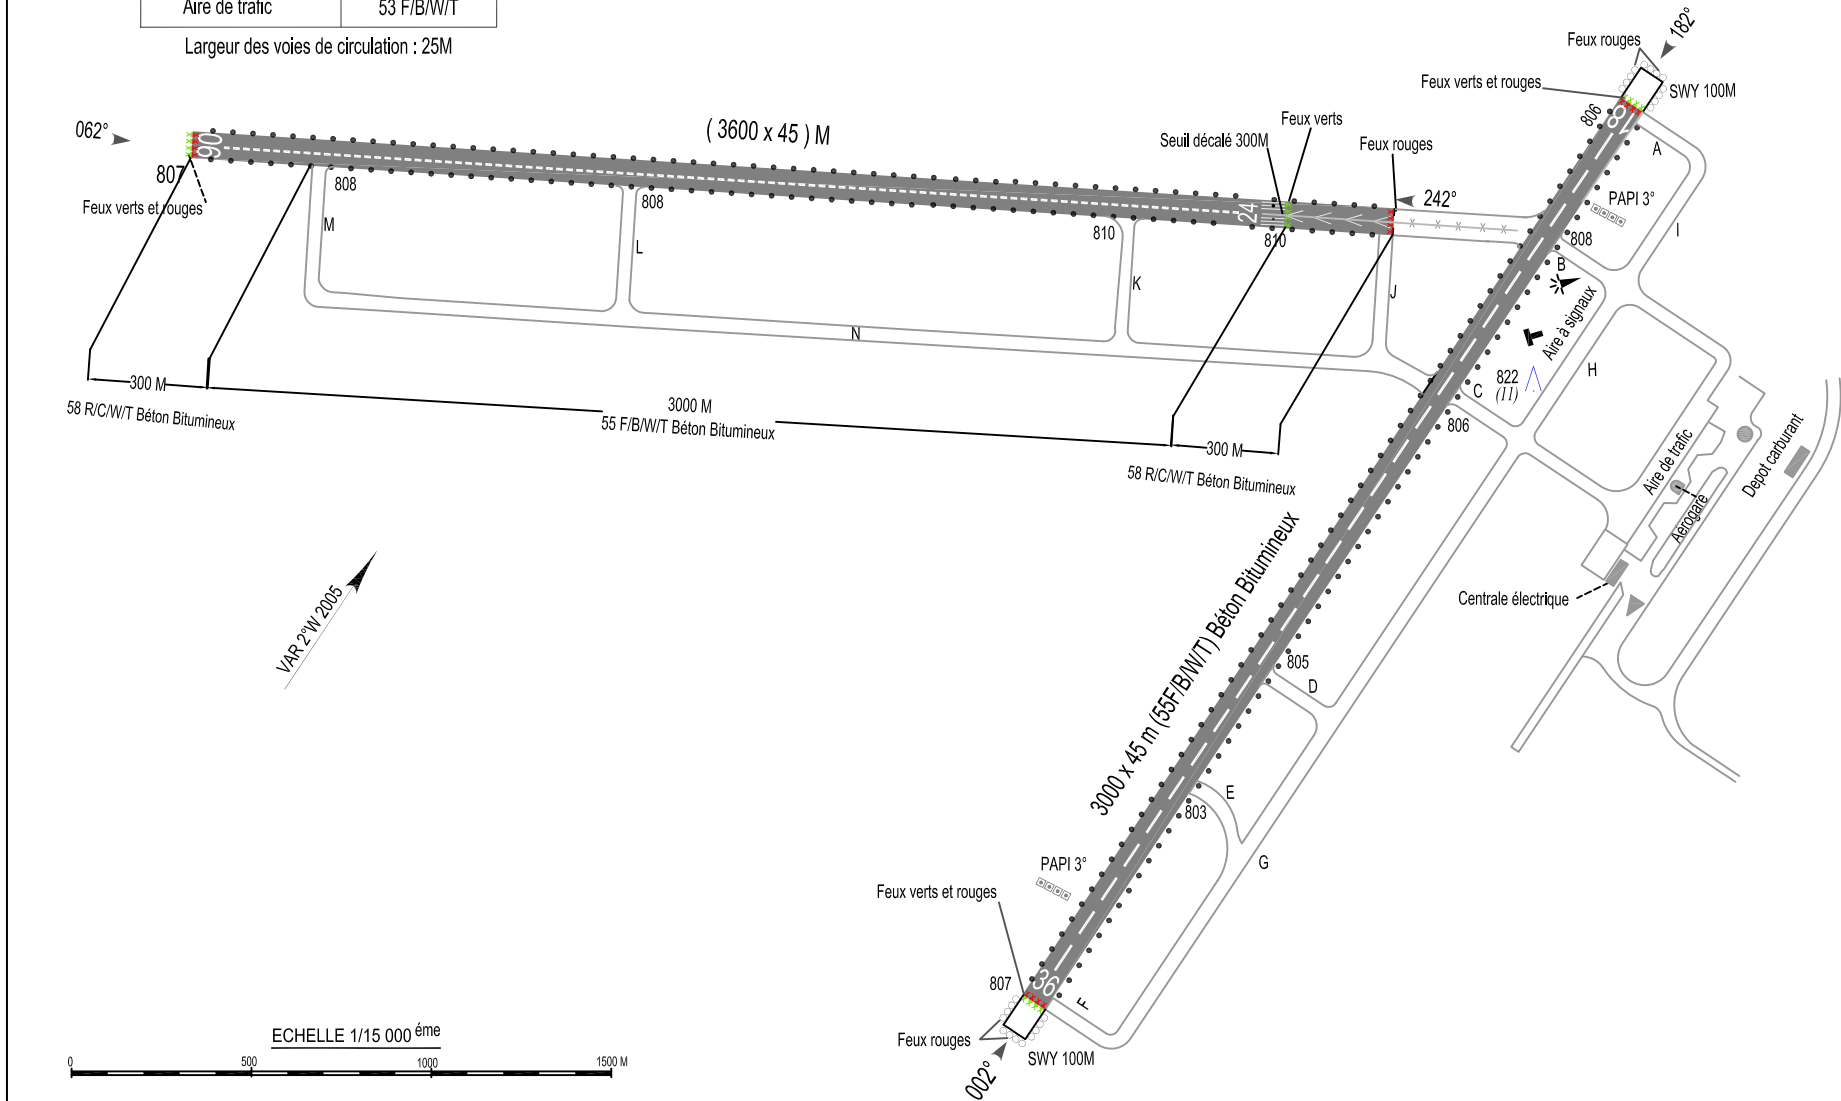 Aire de trafic 53 F/B/W/T
Largeur des voies de circulation : 25M
182°
Feux rouges
Feux verts et rouges
SWY 100M
806
18
A
062°
( 3600 x 45 ) M
Seuil décalé 300M
Feux verts
Feux rouges
06
807
808
808
Feux verts et rouges
242°
24
810
810
PAPI 3°
808
I
M
L
K
J
B
N
Aire à signaux
H
822
(11)
C
806
300 M
58 R/C/W/T Béton Bitumineux
3000 M
55 F/B/W/T Béton Bitumineux
300 M
58 R/C/W/T Béton Bitumineux
Aire de trafic
Aerogare
Depot carburant
Centrale électrique
VAR 2°W 2005
3000 x 45 m (55F/B/W/T) Béton Bitumineux
805
D
E
803
G
PAPI 3°
Feux verts et rouges
807
36
F
Feux rouges
SWY 100M
002°
ECHELLE 1/15 000 éme
0 500 1000 1500 M